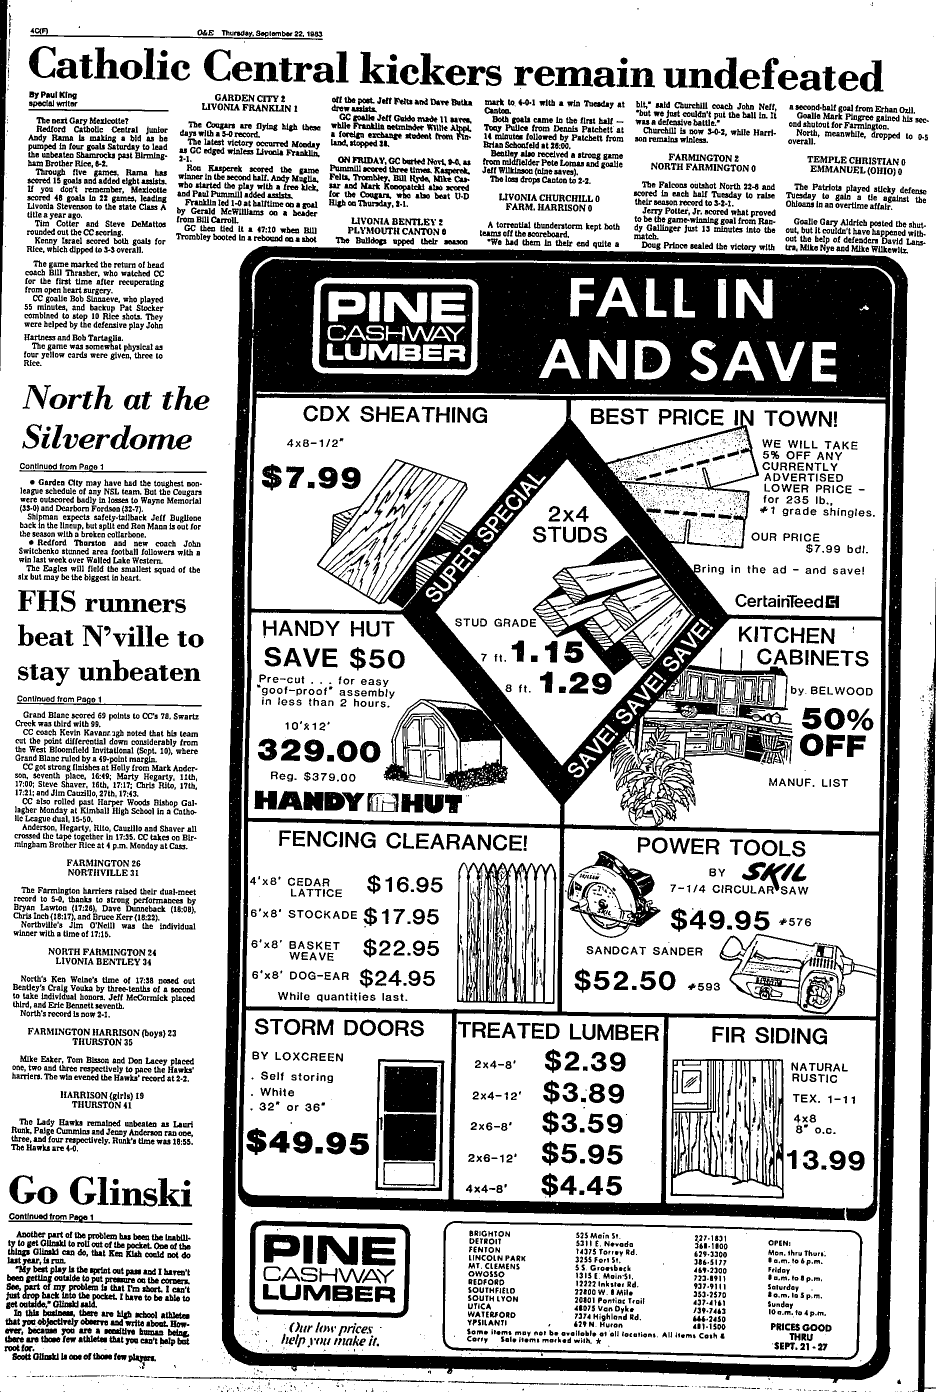 4C(F)
O&E Thursday, September 22, 1983
Catholic Central kickers remain undefeated
By Paul King
special writer
The next Gary Mexicotte?
Redford Catholic Central junior
Andy Rama is making a bid as he
pumped in four goals Saturday to lead
the unbeaten Shamrocks past Birming-
ham Brother Rice, 6-2.
Through five games, Rama has
scored 15 goals and added eight assists.
If you don't remember, Mexicotte
scored 48 goals in 22 games, leading
Livonia Stevenson to the state Class A
title a year ago.
Tim Cotter and Steve DeMattos
rounded out the CC scoring.
Kenny Israel scored both goals for
Rice, which dipped to 3-3 overall.
The game marked the return of head
coach Bill Thrasher, who watched CC
for the first time after recuperating
from open heart surgery.
CC goalie Bob Sinnaeve, who played
55 minutes, and backup Pat Stocker
combined to stop 10 Rice shots. They
were helped by the defensive play John
Hartness and Bob Tartaglia.
The game was somewhat physical as
four yellow cards were given, three to
Rice.
GARDEN CITY 2
LIVONIA FRANKLIN 1
The Cougars are flying high these
days with a 5-0 record.
The latest victory occurred Monday
as GC edged winless Livonia Franklin,
2-1.
Ron Kasperek scored the game
winner in the second half. Andy Muglia,
who started the play with a free kick,
and Paul Pummill added assists.
Franklin led 1-0 at halftime on a goal
by Gerald McWilliams on a header
from Bill Carroll.
GC then tied it a 47:10 when Bill
Trombley booted in a rebound on a shot
off the post. Jeff Felts and Dave Butka
drew assists.
GC goalie Jeff Guido made 11 saves,
while Franklin netminder Willie Alppi,
a foreign exchange student from Fin-
land, stopped 28.
ON FRIDAY, GC buried Novi, 9-0, as
Pummill scored three times. Kasperek,
Felts, Trombley, Bill Hyde, Mike Cas-
sar and Mark Konopatcki also scored
for the Cougars, who also beat U-D
High on Thursday, 2-1.
LIVONIA BENTLEY 2
PLYMOUTH CANTON 0
The Bulldogs upped their season
mark to 4-0-1 with a win Tuesday at
Canton.
Both goals came in the first half —
Tony Pulice from Dennis Patchett at
14 minutes followed by Patchett from
Brian Schonfeld at 26:00.
Bentley also received a strong game
from midfielder Pete Lomas and goalie
Jeff Wilkinson (nine saves).
The loss drops Canton to 2-2.
LIVONIA CHURCHILL 0
FARM. HARRISON 0
A torrential thunderstorm kept both
teams off the scoreboard.
"We had them in their end quite a
bit," said Churchill coach John Neff,
"but we just couldn't put the ball in. It
was a defensive battle."
Churchill is now 3-0-2, while Harri-
son remains winless.
FARMINGTON 2
NORTH FARMINGTON 0
The Falcons outshot North 22-6 and
scored in each half Tuesday to raise
their season record to 3-2-1.
Jerry Potter, Jr. scored what proved
to be the game-winning goal from Ran-
dy Gallinger just 13 minutes into the
match.
Doug Prince sealed the victory with
a second-half goal from Erhan Ozil.
Goalie Mark Pingree gained his sec-
ond shutout for Farmington.
North, meanwhile, dropped to 0-5
overall.
TEMPLE CHRISTIAN 0
EMMANUEL (OHIO) 0
The Patriots played sticky defense
Tuesday to gain a tie against the
Ohioans in an overtime affair.
Goalie Gary Aldrich posted the shut-
out, but it couldn't have happened with-
out the help of defenders David Lans-
tra, Mike Nye and Mike Wilkewitz.
North at the
Silverdome
Continued from Page 1
• Garden City may have had the toughest non-
league schedule of any NSL team. But the Cougars
were outscored badly in losses to Wayne Memorial
(33-0) and Dearborn Fordson (32-7).
Shipman expects safety-tailback Jeff Buglione
back in the lineup, but split end Ron Mann is out for
the season with a broken collarbone.
• Redford Thurston and new coach John
Switchenko stunned area football followers with a
win last week over Walled Lake Western.
The Eagles will field the smallest squad of the
six but may be the biggest in heart.
FHS runners
beat N'ville to
stay unbeaten
Continued from Page 1
Grand Blanc scored 69 points to CC's 78. Swartz
Creek was third with 99.
CC coach Kevin Kavanaugh noted that his team
cut the point differential down considerably from
the West Bloomfield Invitational (Sept. 10), where
Grand Blanc ruled by a 49-point margin.
CC got strong finishes at Holly from Mark Ander-
son, seventh place, 16:49; Marty Hegarty, 11th,
17:00; Steve Shaver, 16th, 17:17; Chris Rito, 17th,
17:21; and Jim Cauzillo, 27th, 17:43.
CC also rolled past Harper Woods Bishop Gal-
lagher Monday at Kimball High School in a Catho-
lic League dual, 15-50.
Anderson, Hegarty, Rito, Cauzillo and Shaver all
crossed the tape together in 17:35. CC takes on Bir-
mingham Brother Rice at 4 p.m. Monday at Cass.
FARMINGTON 26
NORTHVILLE 31
The Farmington harriers raised their dual-meet
record to 5-0, thanks to strong performances by
Bryan Lawton (17:26), Dave Dunneback (18:08),
Chris Inch (18:17), and Bruce Kerr (18:22).
Northville's Jim O'Neill was the individual
winner with a time of 17:15.
NORTH FARMINGTON 24
LIVONIA BENTLEY 34
North's Ken Weine's time of 17:38 nosed out
Bentley's Craig Vouka by three-tenths of a second
to take individual honors. Jeff McCormick placed
third, and Eric Bennett seventh.
North's record is now 2-1.
FARMINGTON HARRISON (boys) 23
THURSTON 35
Mike Esker, Tom Bisson and Don Lacey placed
one, two and three respectively to pace the Hawks'
harriers. The win evened the Hawks' record at 2-2.
HARRISON (girls) 19
THURSTON 41
The Lady Hawks remained unbeaten as Lauri
Runk, Paige Cummins and Jenny Anderson ran one,
three, and four respectively. Runk's time was 18:55.
The Hawks are 4-0.
Go Glinski
Continued from Page 1
Another part of the problem has been the inabili-
ty to get Glinski to roll out of the pocket. One of the
things Glinski can do, that Ken Kish could not do
last year, is run.
"My best play is the sprint out pass and I haven't
been getting outside to put pressure on the corners.
See, part of my problem is that I'm short. I can't
just drop back into the pocket. I have to be able to
get outside," Glinski said.
In this business, there are high school athletes
that you objectively observe and write about. How-
ever, because you are a sensitive human being,
there are those few athletes that you can't help but
root for.
Scott Glinski is one of those few players.
PINE
CASHWAY
LUMBER
FALL IN
AND SAVE
CDX SHEATHING
4x8-1/2"
$7.99
BEST PRICE IN TOWN!
WE WILL TAKE
5% OFF ANY
CURRENTLY
ADVERTISED
LOWER PRICE –
for 235 lb.,
#1 grade shingles.
OUR PRICE
$7.99 bdl.
Bring in the ad – and save!
CertainTeed
SUPER SPECIAL
2x4
STUDS
STUD GRADE
7 ft. 1.15
8 ft. 1.29
SAVE! SAVE! SAVE!
HANDY HUT
SAVE $50
Pre-cut . . . for easy
"goof-proof" assembly
in less than 2 hours.
10'x12'
329.00
Reg. $379.00
HANDY HUT
KITCHEN
CABINETS
by BELWOOD
50%
OFF
MANUF. LIST
FENCING CLEARANCE!
4'x8' CEDAR
LATTICE $16.95
6'x8' STOCKADE $17.95
6'x8' BASKET
WEAVE $22.95
6'x8' DOG-EAR $24.95
While quantities last.
POWER TOOLS
BY SKIL
7-1/4 CIRCULAR SAW
$49.95 #576
SANDCAT SANDER
$52.50 #593
STORM DOORS
BY LOXCREEN
. Self storing
. White
. 32" or 36"
$49.95
TREATED LUMBER
2x4-8' $2.39
2x4-12' $3.89
2x6-8' $3.59
2x6-12' $5.95
4x4-8' $4.45
FIR SIDING
NATURAL
RUSTIC
TEX. 1-11
4x8
8" o.c.
13.99
PINE
CASHWAY
LUMBER
Our low prices
help you make it.
BRIGHTON 525 Main St. 227-1831
DETROIT 5311 E. Nevada 368-1800
FENTON 14375 Torrey Rd. 629-3300
LINCOLN PARK 3255 Fort St. 386-5177
MT. CLEMENS 5 S. Groesbeck 469-2300
OWOSSO 1315 E. Main St. 723-8911
REDFORD 12222 Inkster Rd. 937-9111
SOUTHFIELD 22800 W. 8 Mile 353-2570
SOUTH LYON 20801 Pontiac Trail 437-4161
UTICA 48075 Van Dyke 739-7463
WATERFORD 7374 Highland Rd. 666-2450
YPSILANTI 629 N. Huron 481-1500
Some items may not be available at all locations. All items Cash &
Carry Sale items marked with. *
OPEN:
Mon. thru Thurs.
8 a.m. to 6 p.m.
Friday
8 a.m. to 8 p.m.
Saturday
8 a.m. to 5 p.m.
Sunday
10 a.m. to 4 p.m.
PRICES GOOD
THRU
SEPT. 21 - 27